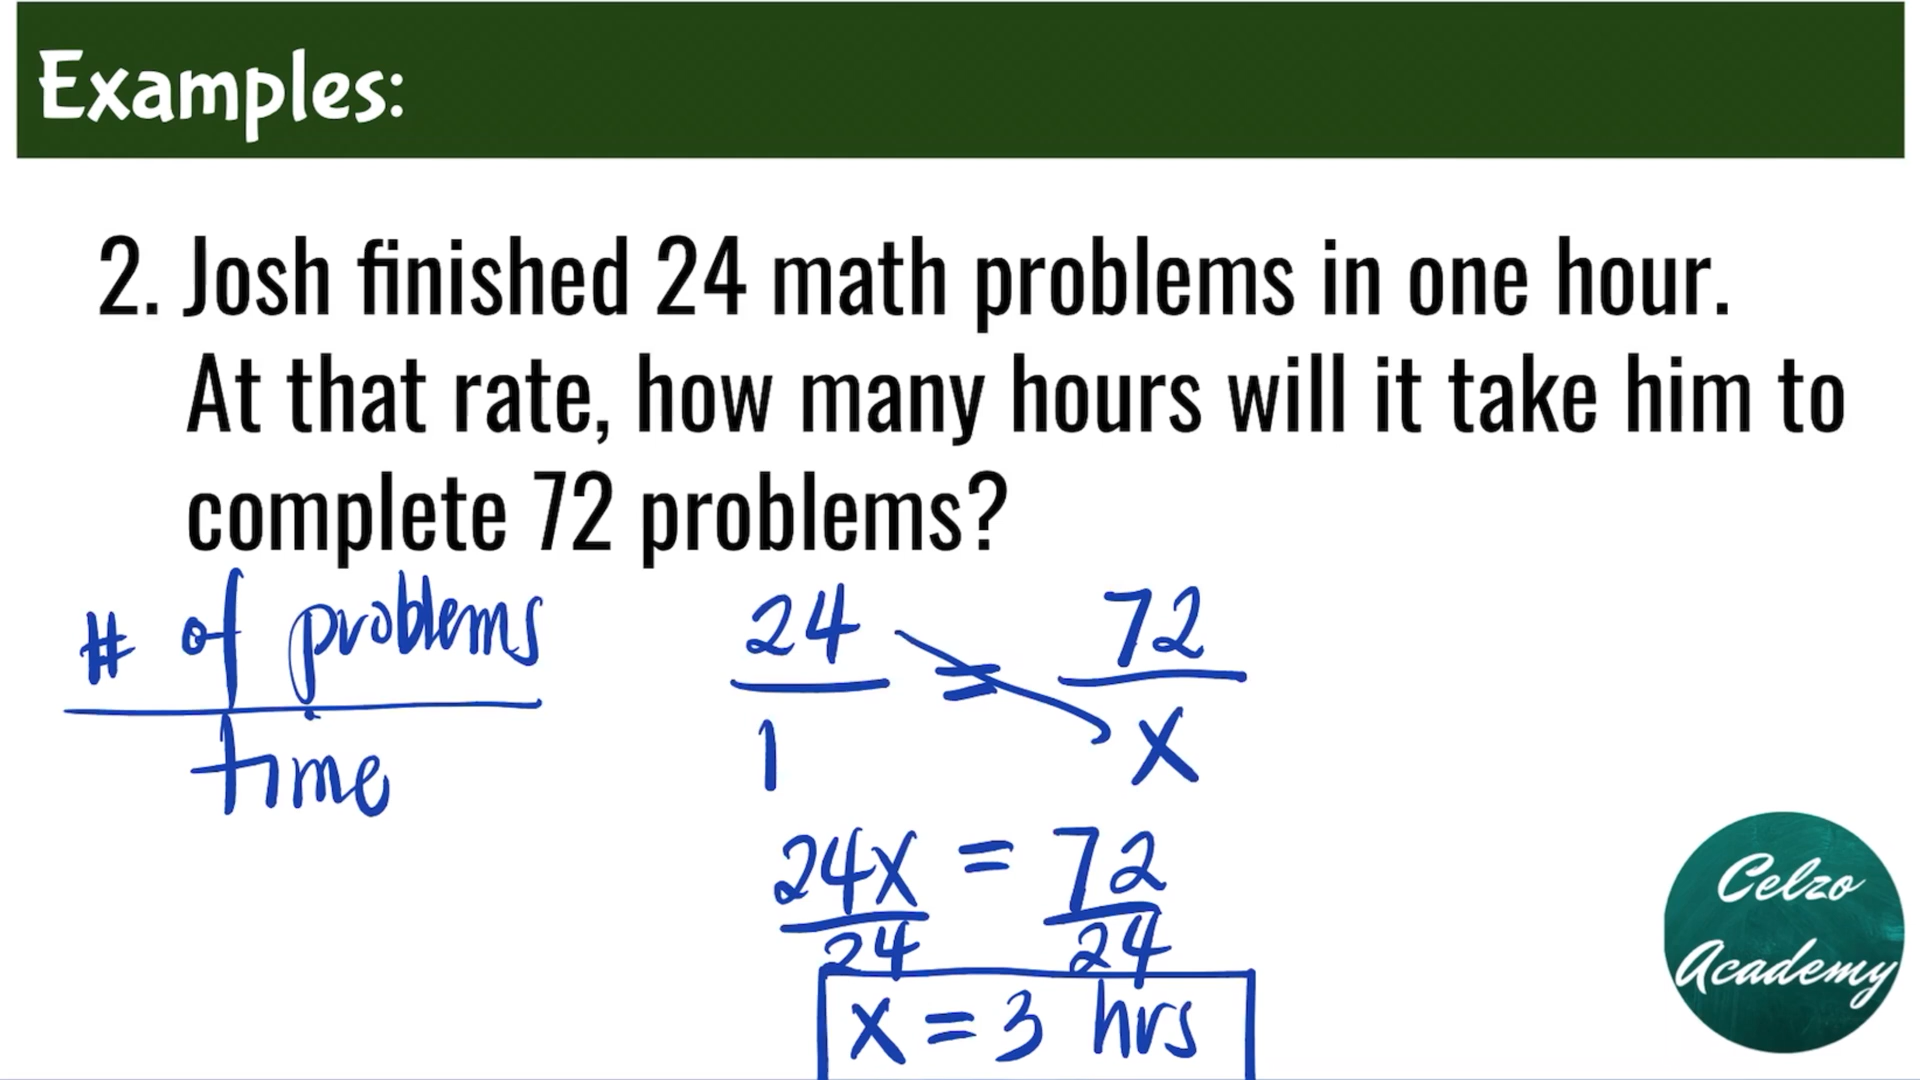 Examples:
2. Josh finished 24 math problems in one hour.
At that rate, how many hours will it take him to
complete 72 problems?
# of problems
time
24 = 72
1 x
24x = 72
24 24
x = 3 hrs
Celzo
Academy